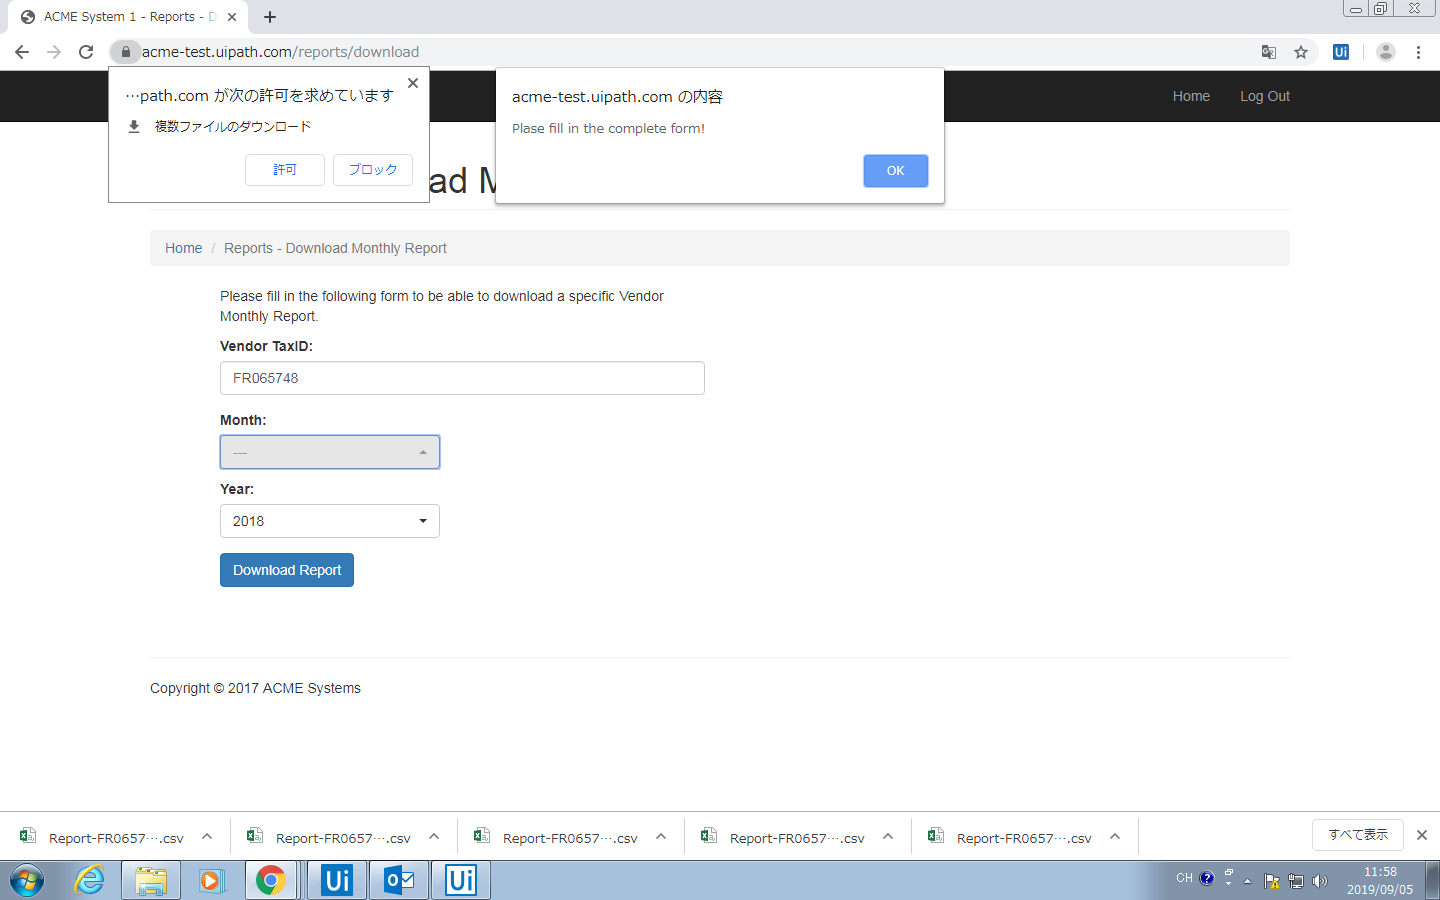 ACME System 1 - Reports - D
acme-test.uipath.com/reports/download
Ui
…path.com が次の許可を求めています
複数ファイルのダウンロード
許可
ブロック
acme-test.uipath.com の内容
Plase fill in the complete form!
OK
Home
Log Out
ad M
Home / Reports - Download Monthly Report
Please fill in the following form to be able to download a specific Vendor
Monthly Report.
Vendor TaxID:
FR065748
Month:
---
Year:
2018
Download Report
Copyright © 2017 ACME Systems
Report-FR0657….csv
Report-FR0657….csv
Report-FR0657….csv
Report-FR0657….csv
Report-FR0657….csv
すべて表示
Ui
Ui
CH
11:58
2019/09/05